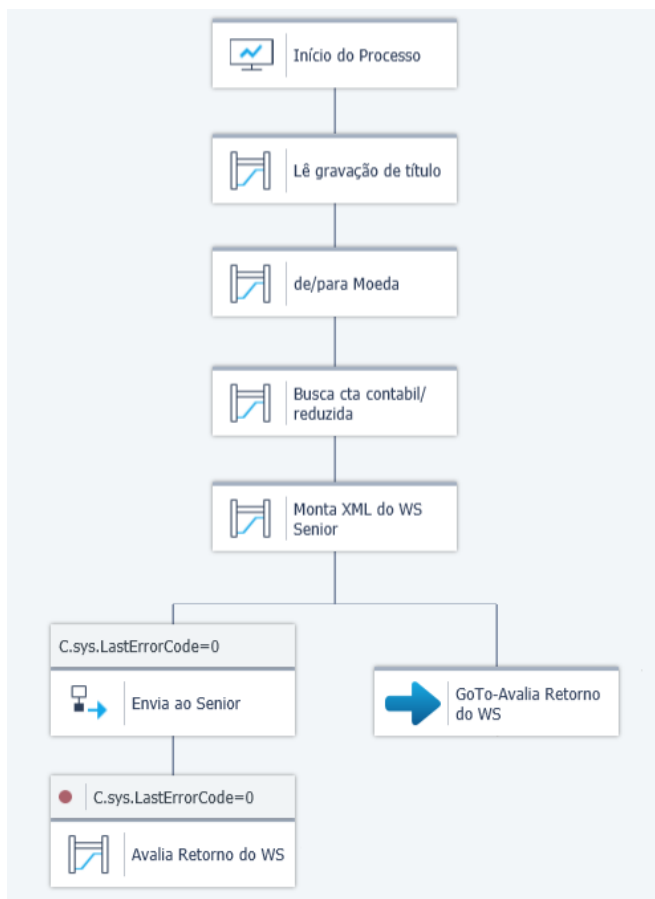 Início do Processo
Lê gravação de título
de/para Moeda
Busca cta contabil/
reduzida
Monta XML do WS
Senior
C.sys.LastErrorCode=0
Envia ao Senior
GoTo-Avalia Retorno
do WS
C.sys.LastErrorCode=0
Avalia Retorno do WS